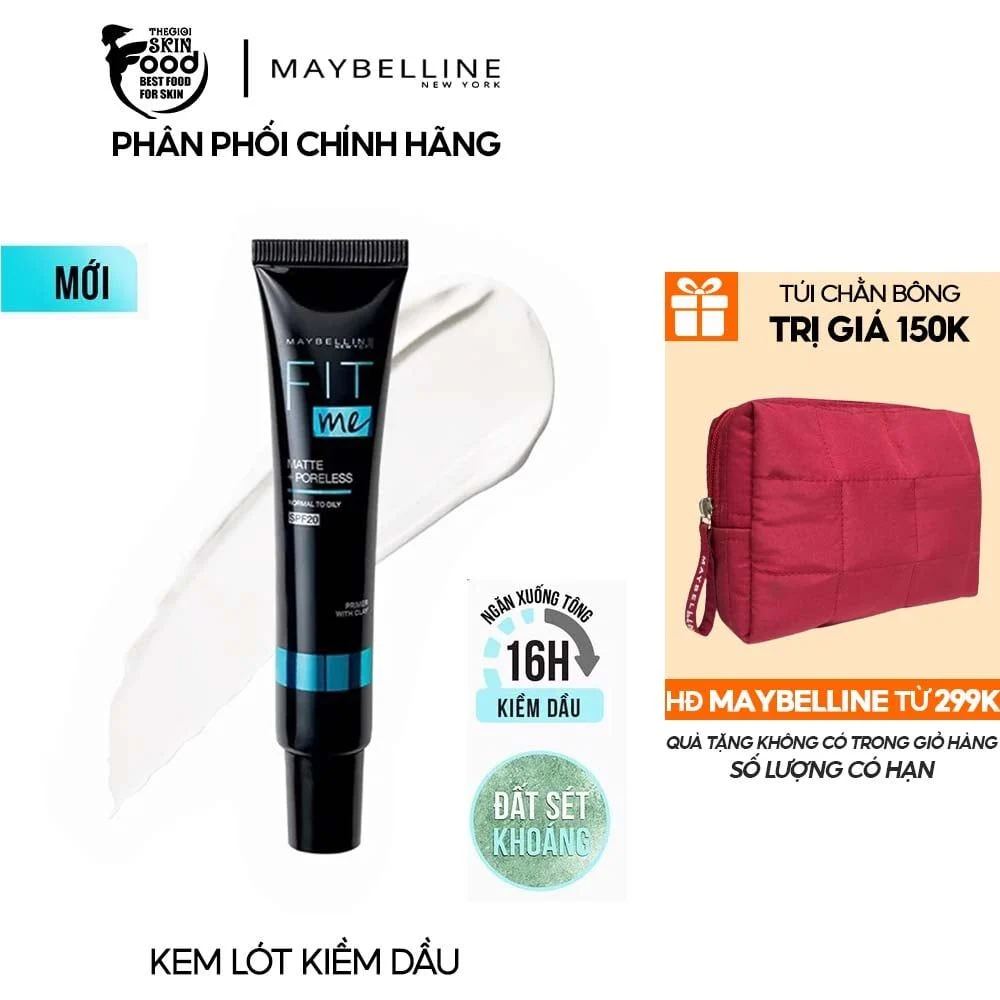 THEGIOI
SKIN
Food
BEST FOOD
FOR SKIN
MAYBELLINE
NEW YORK
PHÂN PHỐI CHÍNH HÃNG
MỚI
MAYBELLINE
NEW YORK
FIT
me
MATTE
+ PORELESS
NORMAL TO OILY
SPF20
PRIMER
WITH CLAY
NGĂN XUỐNG TÔNG
16H
KIỀM DẦU
ĐẤT SÉT
KHOÁNG
KEM LÓT KIỀM DẦU
TÚI CHẰN BÔNG
TRỊ GIÁ 150K
MAYBELLINE
HĐ MAYBELLINE TỪ 299K
QUÀ TẶNG KHÔNG CÓ TRONG GIỎ HÀNG
SỐ LƯỢNG CÓ HẠN